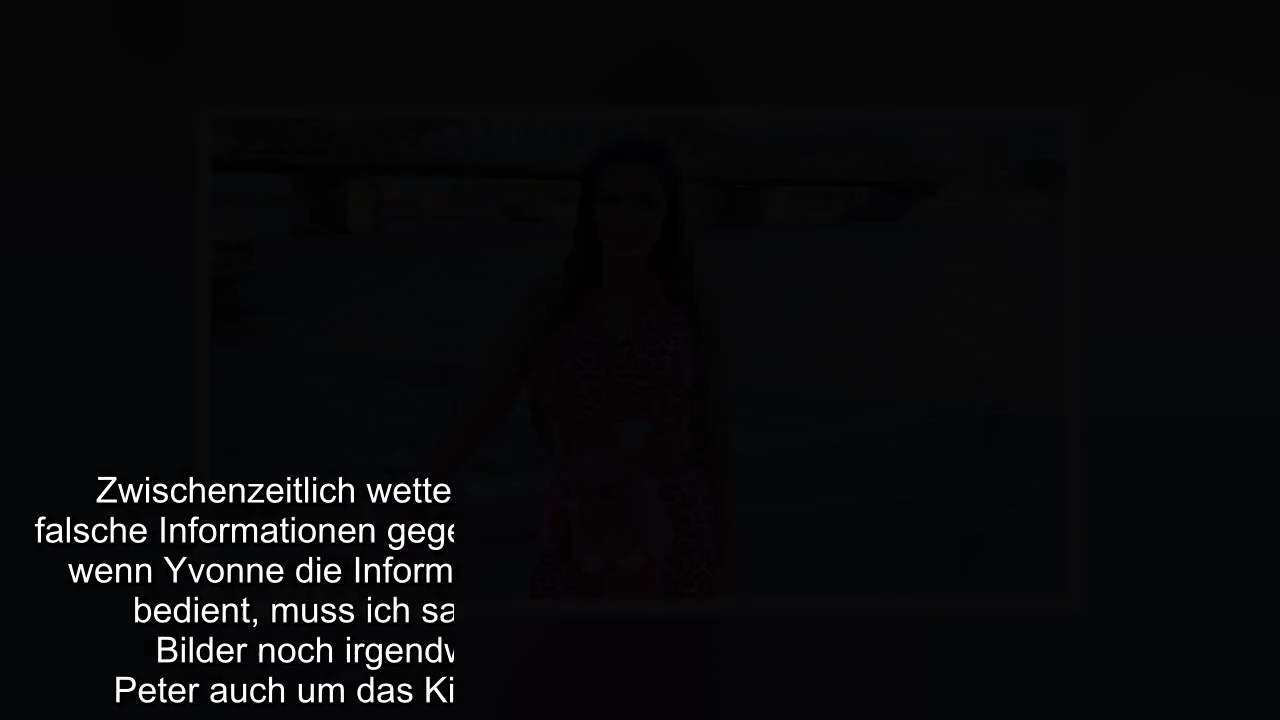 Zwischenzeitlich wette
falsche Informationen gege
wenn Yvonne die Inform
bedient, muss ich sa
Bilder noch irgendw
Peter auch um das Ki